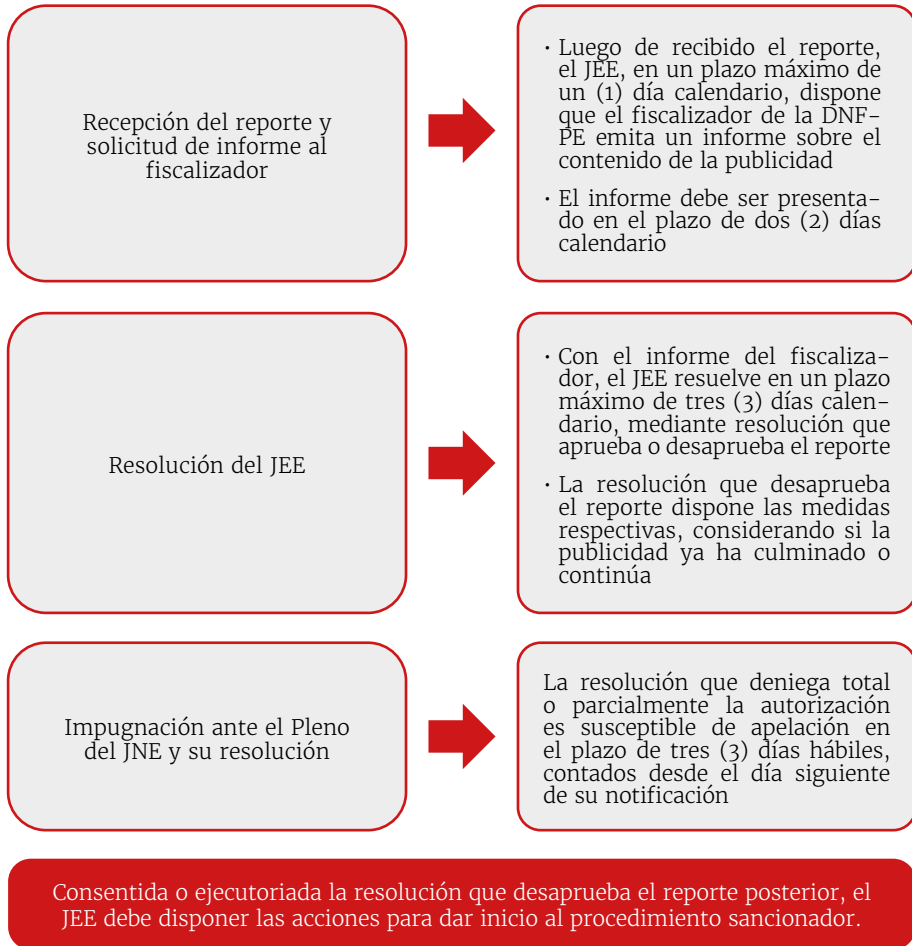 Recepción del reporte y
solicitud de informe al
fiscalizador
· Luego de recibido el reporte,
el JEE, en un plazo máximo de
un (1) día calendario, dispone
que el fiscalizador de la DNF-
PE emita un informe sobre el
contenido de la publicidad
· El informe debe ser presenta-
do en el plazo de dos (2) días
calendario
Resolución del JEE
· Con el informe del fiscaliza-
dor, el JEE resuelve en un plazo
máximo de tres (3) días calen-
dario, mediante resolución que
aprueba o desaprueba el reporte
· La resolución que desaprueba
el reporte dispone las medidas
respectivas, considerando si la
publicidad ya ha culminado o
continúa
Impugnación ante el Pleno
del JNE y su resolución
La resolución que deniega total
o parcialmente la autorización
es susceptible de apelación en
el plazo de tres (3) días hábiles,
contados desde el día siguiente
de su notificación
Consentida o ejecutoriada la resolución que desaprueba el reporte posterior, el
JEE debe disponer las acciones para dar inicio al procedimiento sancionador.